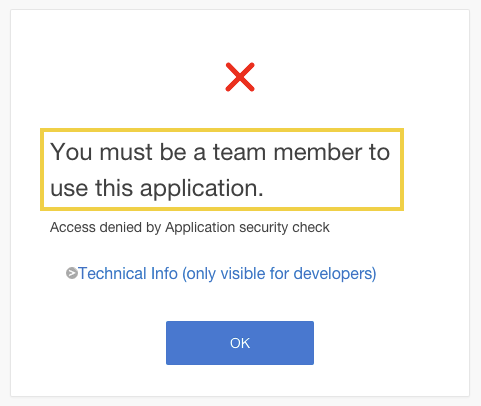 You must be a team member to
use this application.
Access denied by Application security check
Technical Info (only visible for developers)
OK